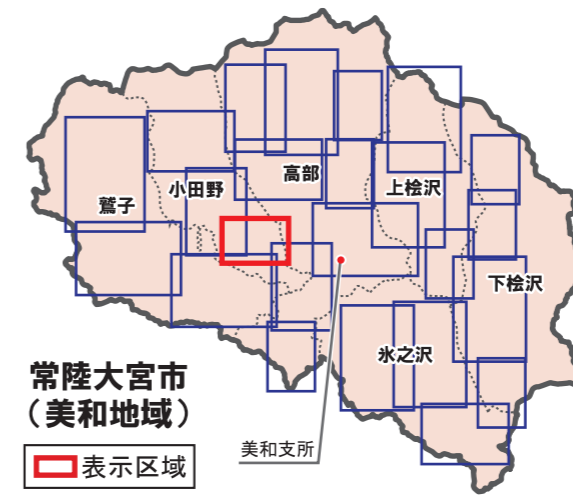 高部
上桧沢
小田野
鷲子
下桧沢
氷之沢
常陸大宮市
（美和地域）
美和支所
表示区域